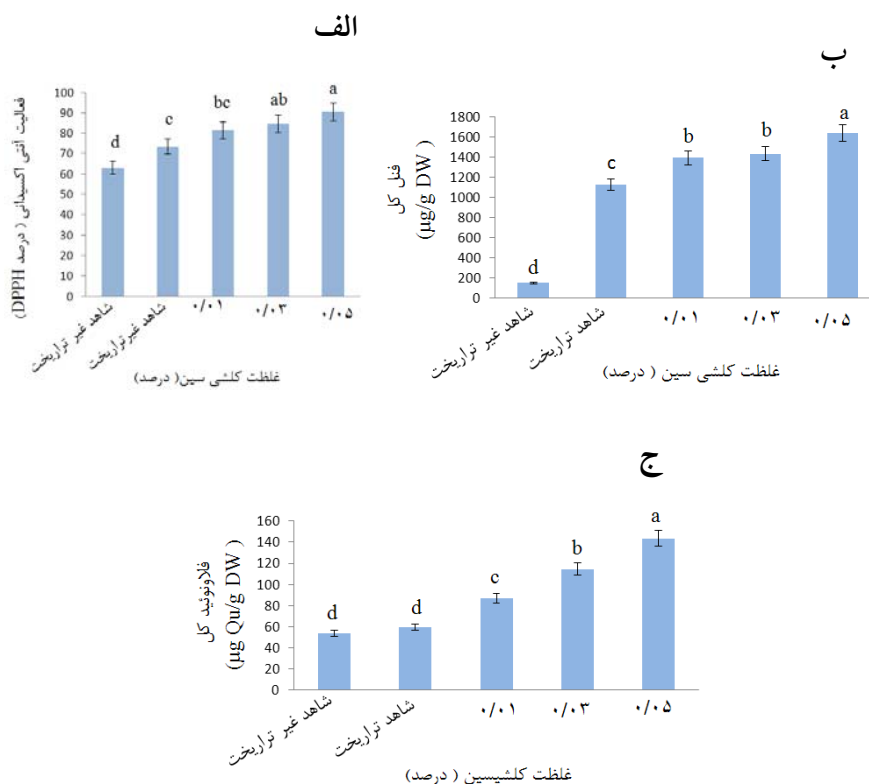 الف
فعالیت آنتی اکسیدانی ( درصد DPPH)
100
90
80
70
60
50
40
30
20
10
0
d
c
bc
ab
a
شاهد غیر تراریخت
شاهد غیرتراریخت
۰/۰۱
۰/۰۳
۰/۰۵
غلظت کلشی سین( درصد)
ب
فنل کل
(µg/g DW)
1800
1600
1400
1200
1000
800
600
400
200
0
d
c
b
b
a
شاهد غیر تراریخت
شاهد تراریخت
۰/۰۱
۰/۰۳
۰/۰۵
غلظت کلشی سین ( درصد)
ج
فلاونوئید کل
(µg Qu/g DW )
160
140
120
100
80
60
40
20
0
d
d
c
b
a
شاهد غیر تراریخت
شاهد تراریخت
۰/۰۱
۰/۰۳
۰/۰۵
غلظت کلشیسین ( درصد)